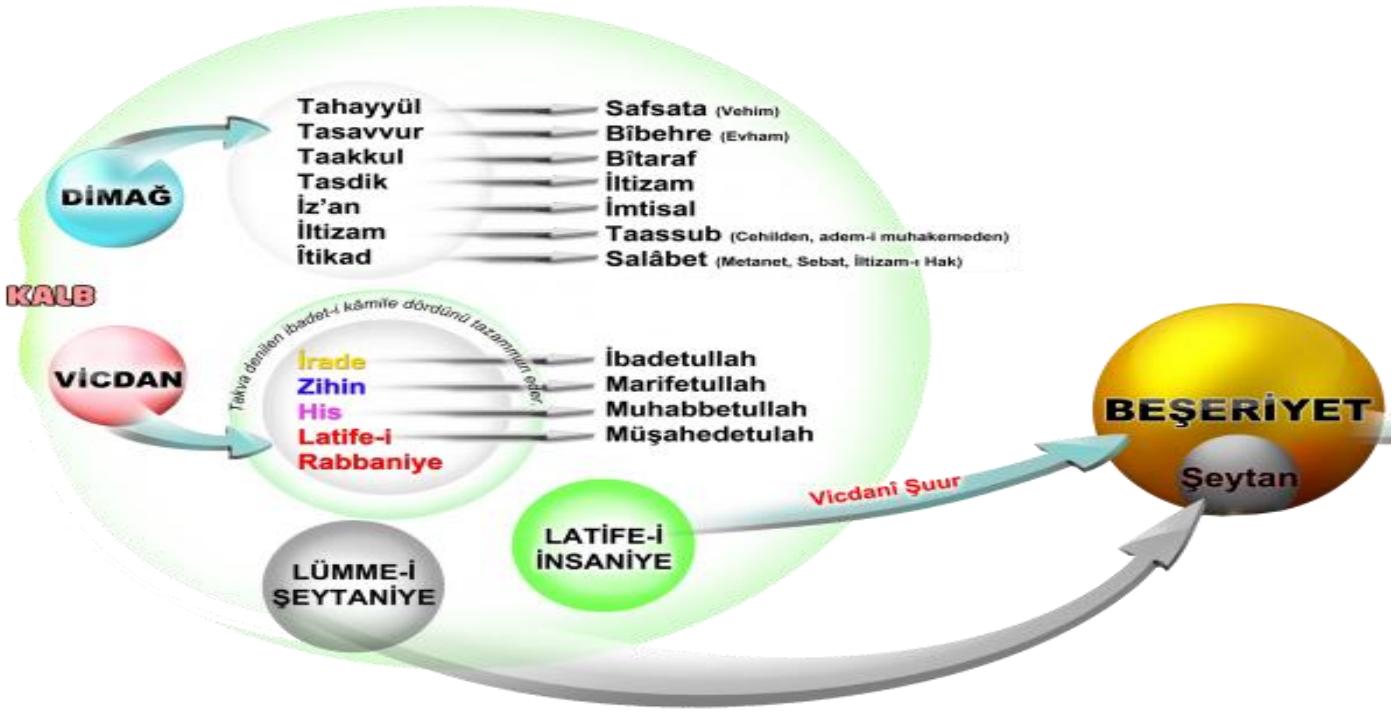 Tahayyül Safsata (Vehim)
Tasavvur Bîbehre (Evham)
Taakkul Bîtaraf
DİMAĞ
Tasdik İltizam
İz'an İmtisal
İltizam Taassub (Cehilden, adem-i muhakemeden)
Îtikad Salâbet (Metanet, Sebat, İltizam-ı Hak)
KALB
Takva denilen ibadet-i kâmile dördünü tazammun eder.
VİCDAN
İrade İbadetullah
Zihin Marifetullah
His Muhabbetullah
Latife-i Müşahedetulah
Rabbaniye
BEŞERİYET
Şeytan
Vicdanî Şuur
LATİFE-İ
İNSANİYE
LÜMME-İ
ŞEYTANİYE